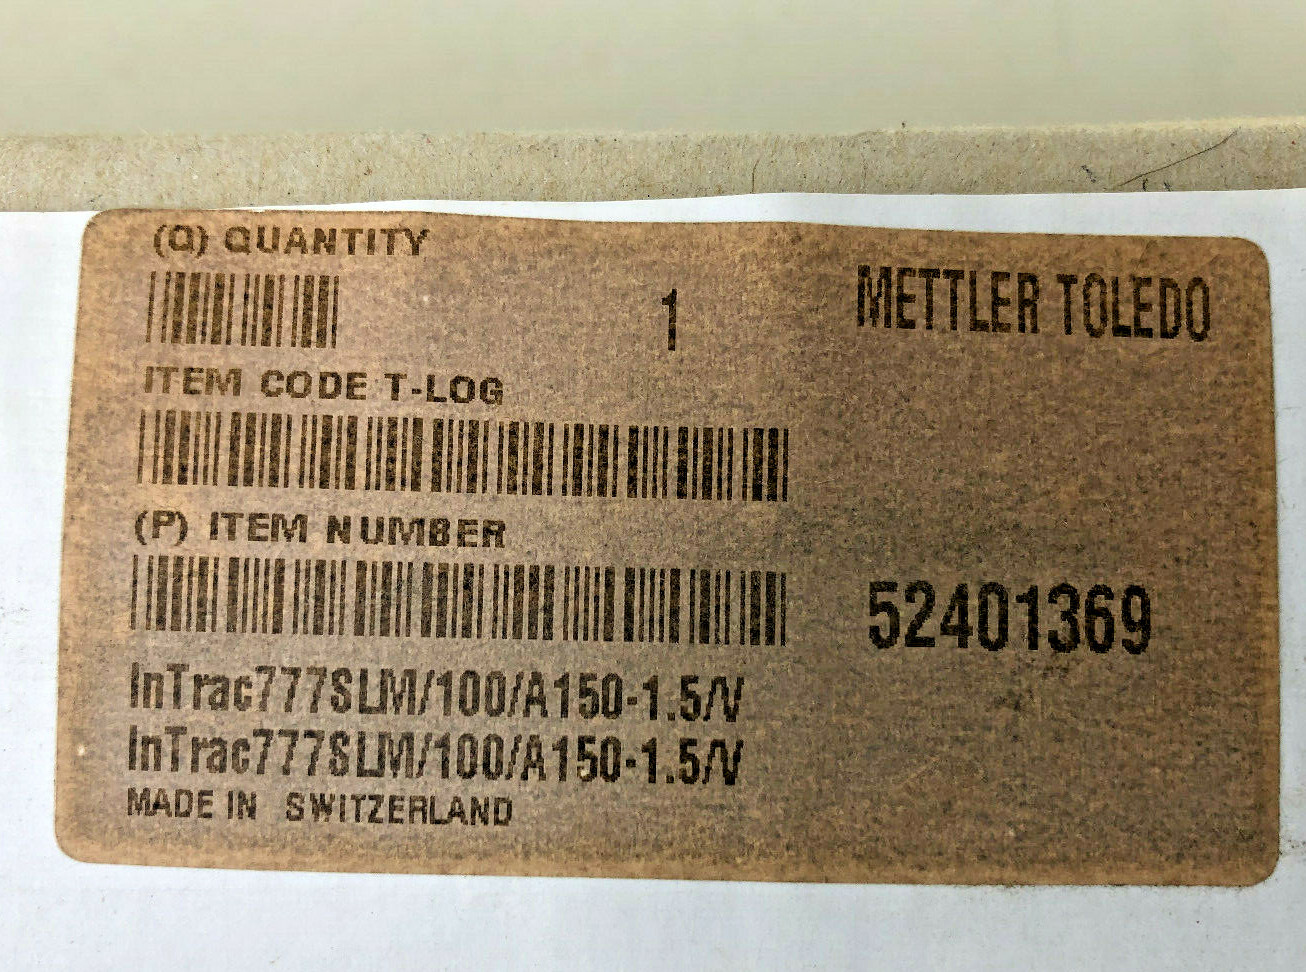 (Q) QUANTITY
1
METTLER TOLEDO
ITEM CODE T-LOG
(P) ITEM NUMBER
52401369
InTrac777SLM/100/A150-1.5/V
InTrac777SLM/100/A150-1.5/V
MADE IN SWITZERLAND